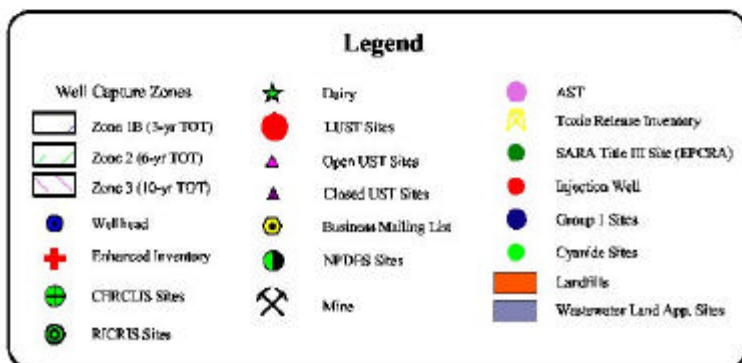 Legend
Well Capture Zones
Zone 1B (3-yr TOT)
Zone 2 (6-yr TOT)
Zone 3 (10-yr TOT)
Wellhead
Enhanced Inventory
CERCLIS Sites
RICRIS Sites
Dairy
LUST Sites
Open UST Sites
Closed UST Sites
Business Mailing List
NPDES Sites
Mine
AST
Toxic Release Inventory
SARA Title III Site (EPCRA)
Injection Well
Group 1 Sites
Cyanide Sites
Landfills
Wastewater Land App. Sites